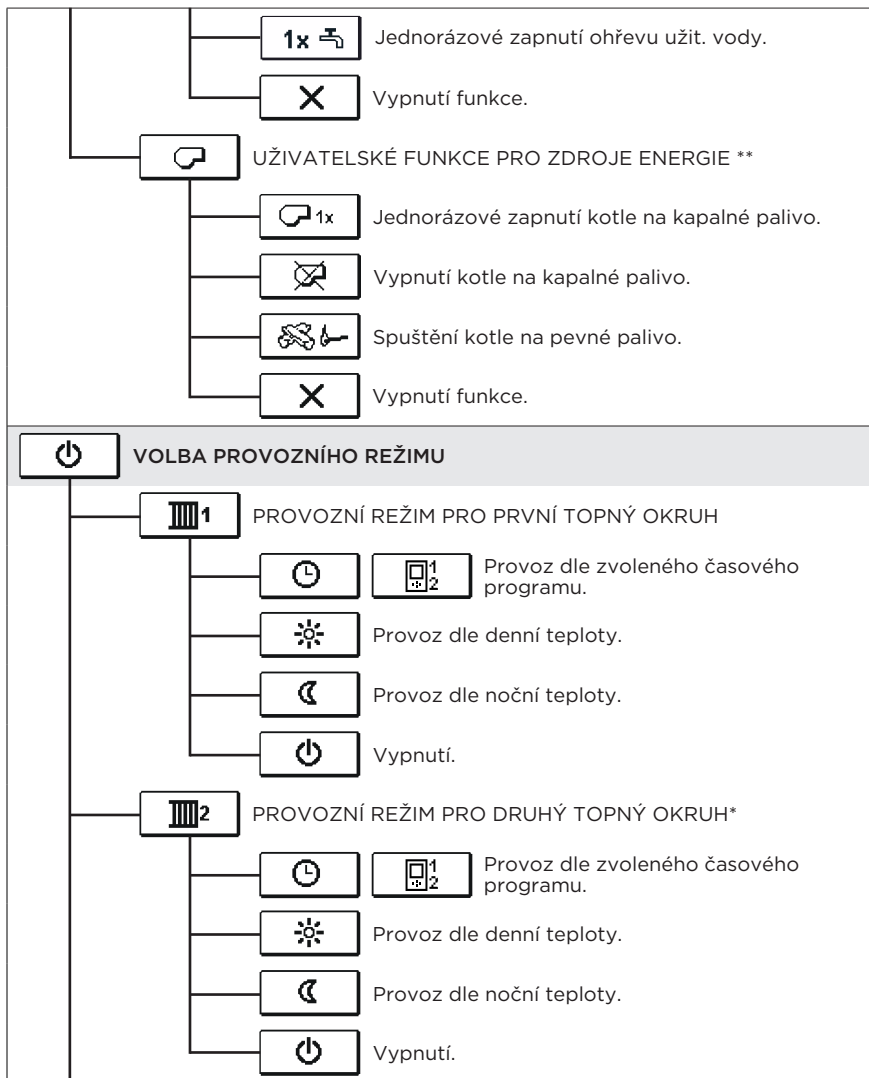 1x Jednorázové zapnutí ohřevu užit. vody.
Vypnutí funkce.
UŽIVATELSKÉ FUNKCE PRO ZDROJE ENERGIE **
1x Jednorázové zapnutí kotle na kapalné palivo.
Vypnutí kotle na kapalné palivo.
Spuštění kotle na pevné palivo.
Vypnutí funkce.
VOLBA PROVOZNÍHO REŽIMU
1 PROVOZNÍ REŽIM PRO PRVNÍ TOPNÝ OKRUH
1 2 Provoz dle zvoleného časového
programu.
Provoz dle denní teploty.
Provoz dle noční teploty.
Vypnutí.
2 PROVOZNÍ REŽIM PRO DRUHÝ TOPNÝ OKRUH*
1 2 Provoz dle zvoleného časového
programu.
Provoz dle denní teploty.
Provoz dle noční teploty.
Vypnutí.